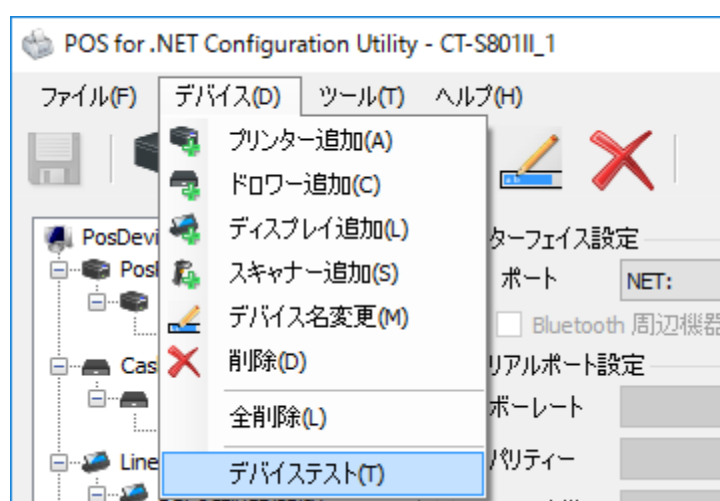 POS for .NET Configuration Utility - CT-S801II_1
ファイル(F) デバイス(D) ツール(T) ヘルプ(H)
プリンター追加(A)
ドロワー追加(C)
ディスプレイ追加(L)
スキャナー追加(S)
デバイス名変更(M)
削除(D)
全削除(L)
デバイステスト(T)
PosDevi
Pos
Cas
Line
ターフェイス設定
ポート NET:
Bluetooth 周辺機器
リアルポート設定
ボーレート
パリティー